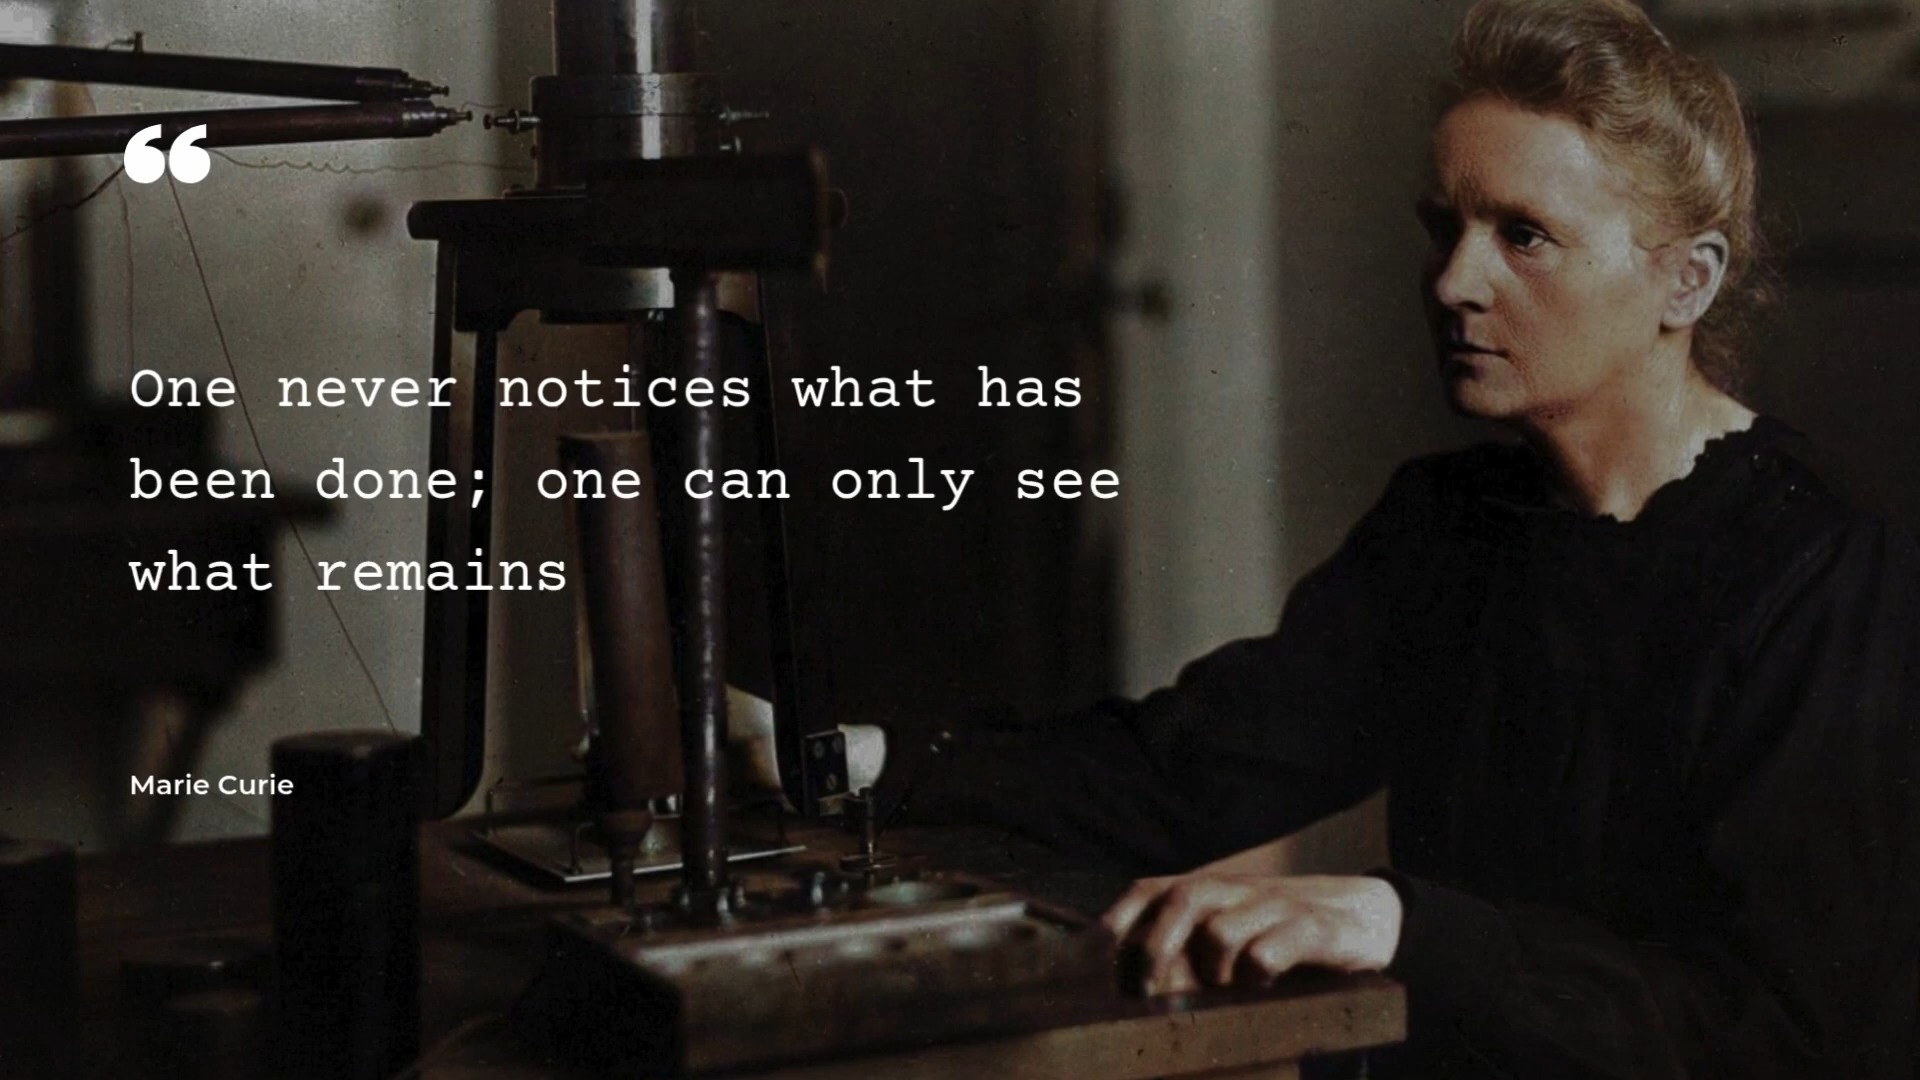 “
One never notices what has
been done; one can only see
what remains
Marie Curie